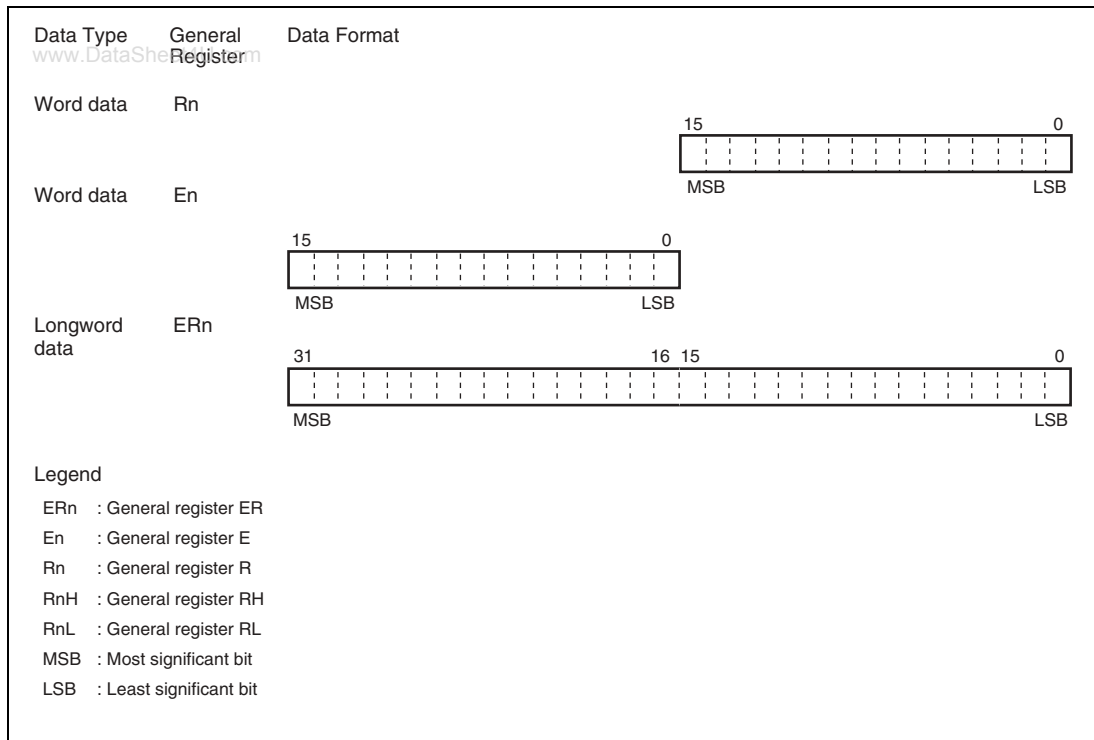 Data Type General Register Data Format
www.DataSheet4U.com
Word data Rn
15 0
MSB LSB
Word data En
15 0
MSB LSB
Longword data ERn
31 16 15 0
MSB LSB
Legend
ERn : General register ER
En : General register E
Rn : General register R
RnH : General register RH
RnL : General register RL
MSB : Most significant bit
LSB : Least significant bit